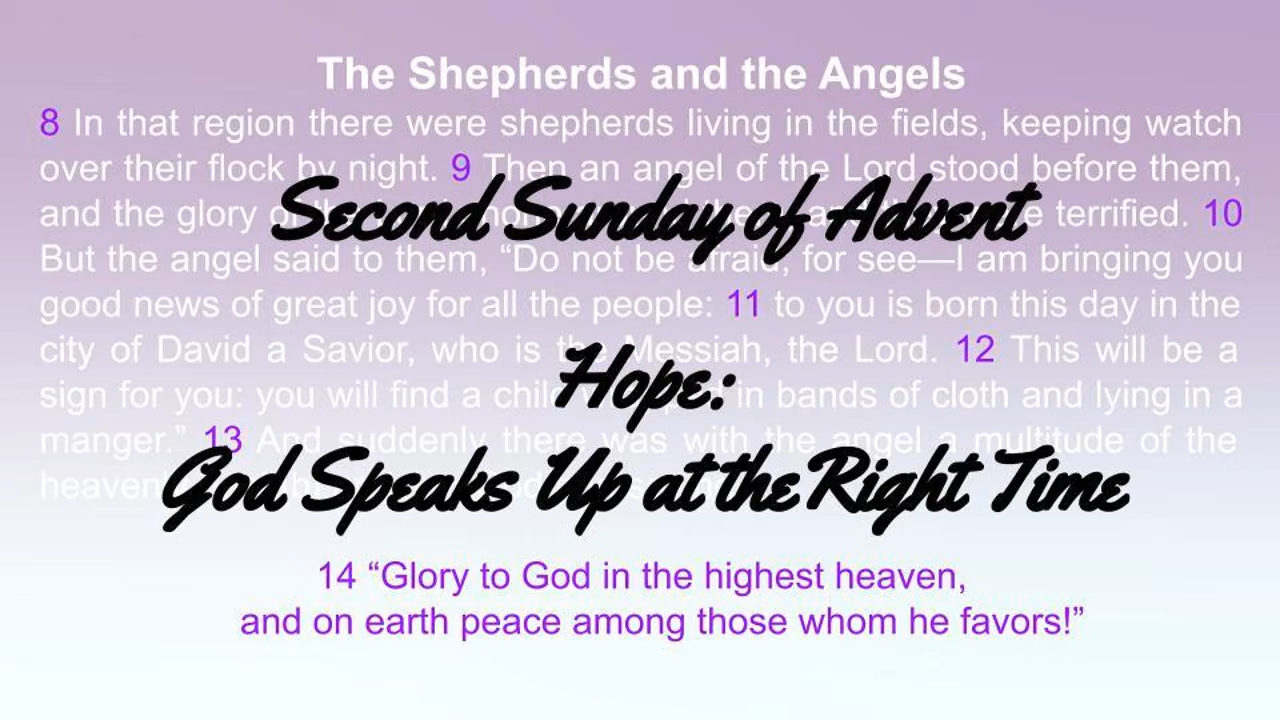 The Shepherds and the Angels
8 In that region there were shepherds living in the fields, keeping watch
over their flock by night. 9 Then an angel of the Lord stood before them,
Second Sunday of Advent
and the glory terrified. 10
But the angel said to them, “Do not be afraid, for see—I am bringing you
good news of great joy for all the people: 11 to you is born this day in the
city of David a Savior, who is the Messiah, the Lord. 12 This will be a
Hope:
sign for you: you will find a child in bands of cloth and lying in a
manger.” 13 And suddenly there was with the angel a multitude of the
God Speaks Up at the Right Time
14 “Glory to God in the highest heaven,
and on earth peace among those whom he favors!”